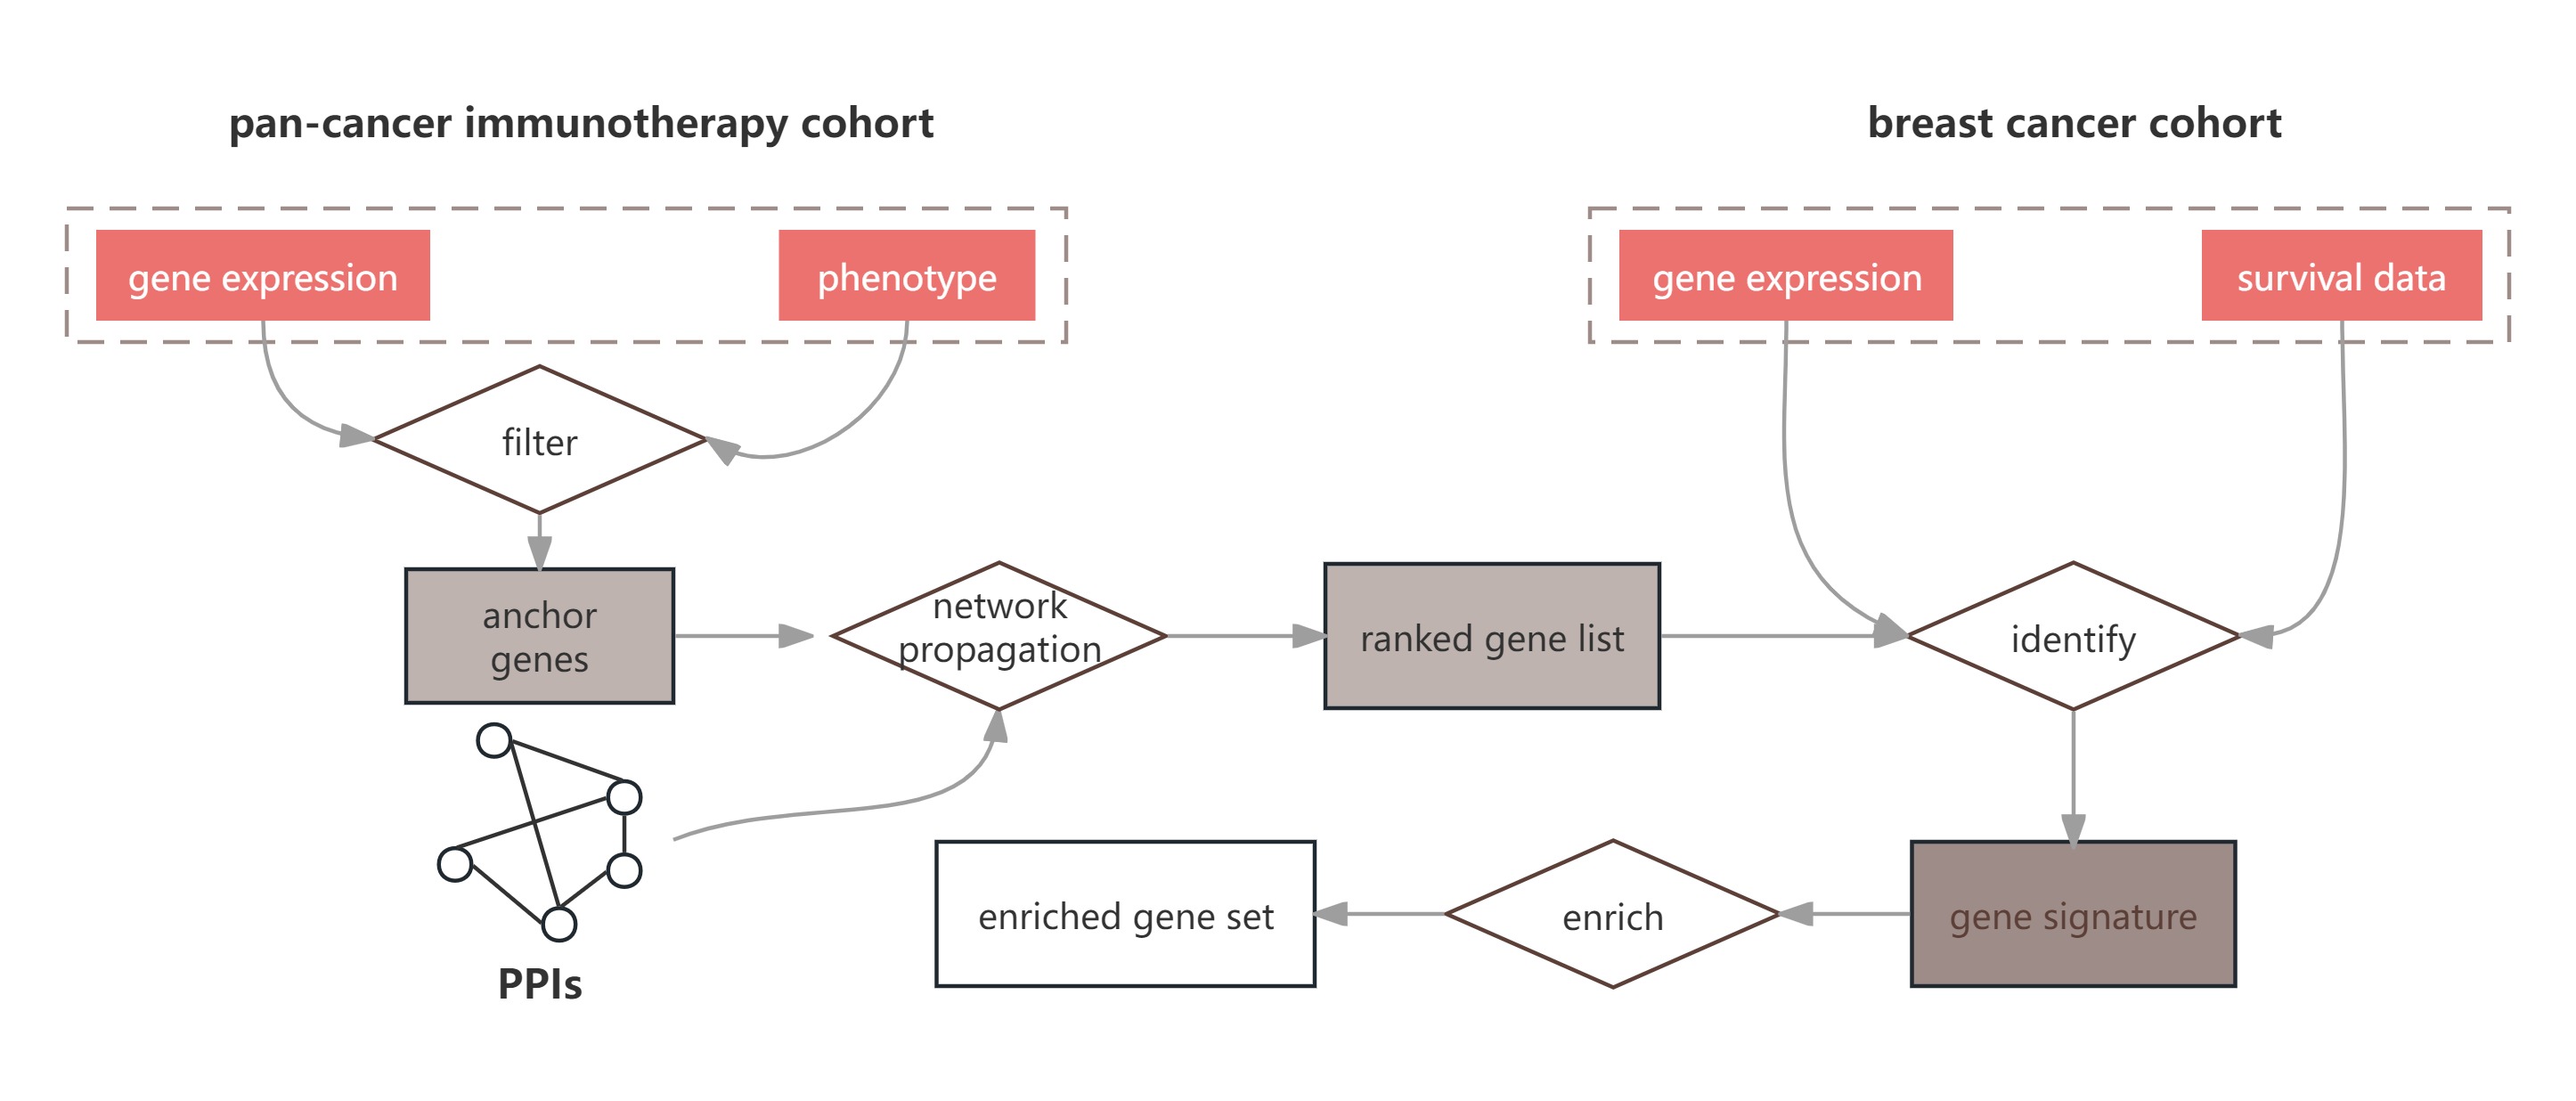 pan-cancer immunotherapy cohort
breast cancer cohort
gene expression
phenotype
gene expression
survival data
filter
anchor
genes
network
propagation
ranked gene list
identify
PPIs
enriched gene set
enrich
gene signature